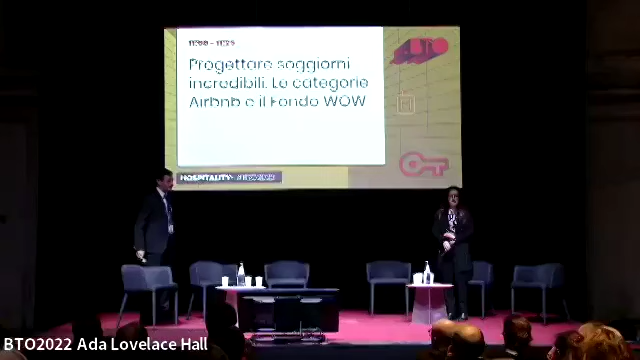 Progettare soggiorni
incredibili. Le categorie
Airbnb e il Fondo WOW
HOSPITALITY
BTO2022 Ada Lovelace Hall